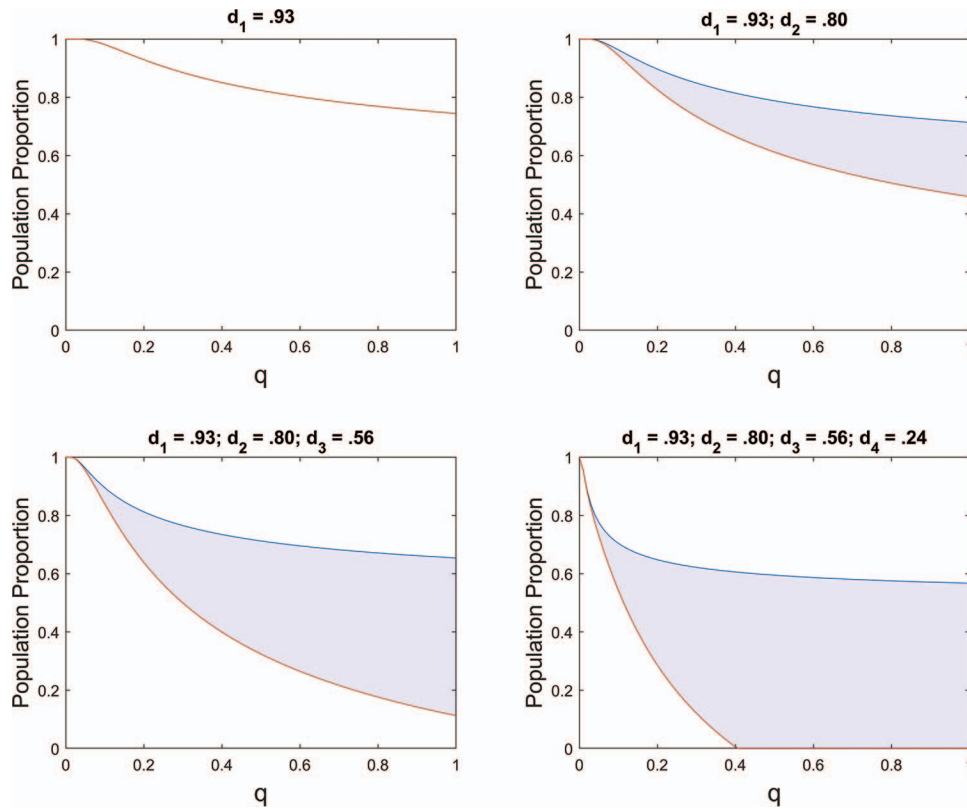 d1 = .93
Population Proportion
1
0.8
0.6
0.4
0.2
0
0 0.2 0.4 0.6 0.8 1
q
d1 = .93; d2 = .80
Population Proportion
1
0.8
0.6
0.4
0.2
0
0 0.2 0.4 0.6 0.8 1
q
d1 = .93; d2 = .80; d3 = .56
Population Proportion
1
0.8
0.6
0.4
0.2
0
0 0.2 0.4 0.6 0.8 1
q
d1 = .93; d2 = .80; d3 = .56; d4 = .24
Population Proportion
1
0.8
0.6
0.4
0.2
0
0 0.2 0.4 0.6 0.8 1
q